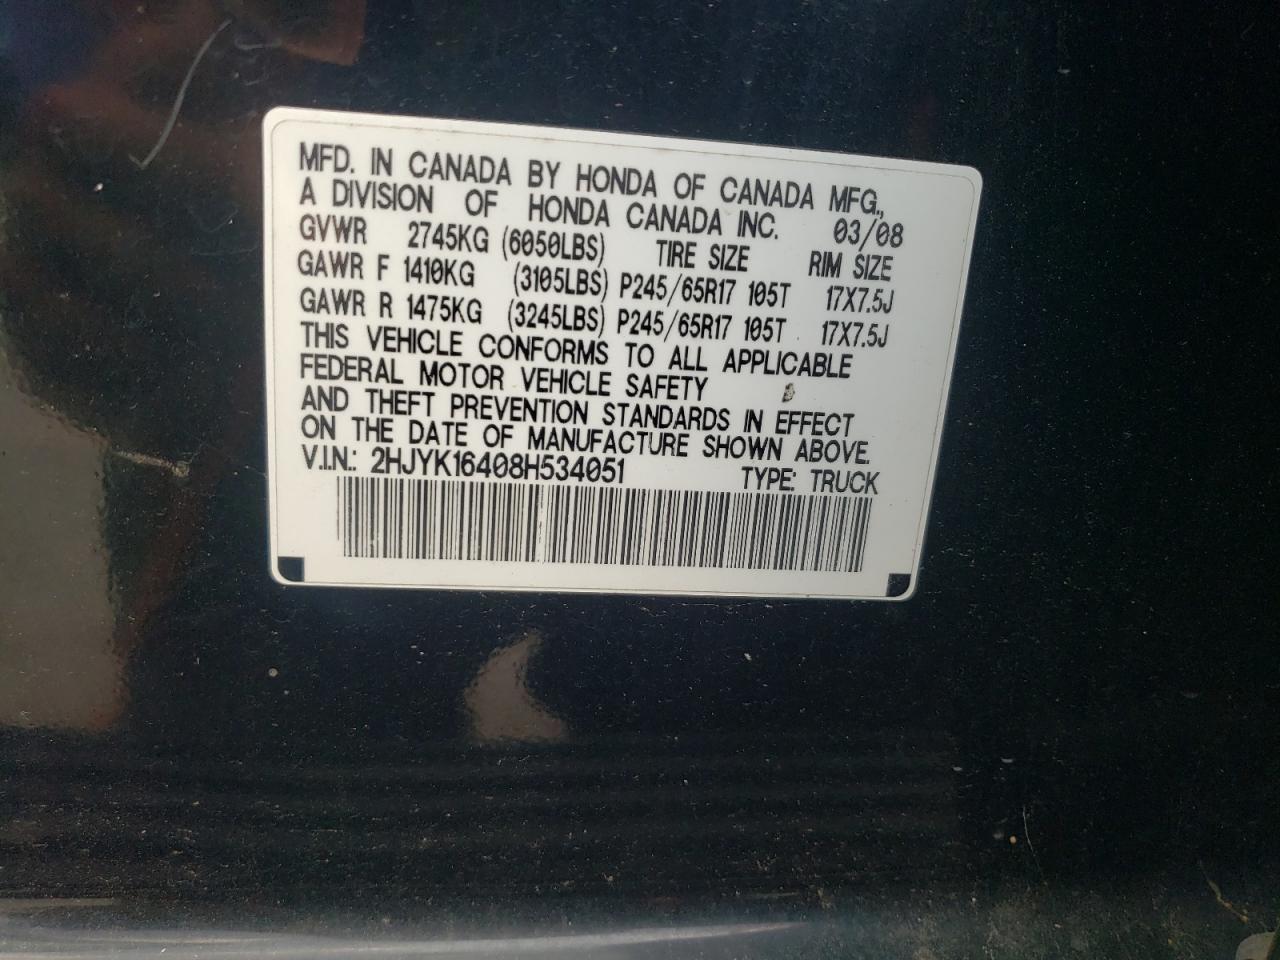 MFD. IN CANADA BY HONDA OF CANADA MFG.,
A DIVISION OF HONDA CANADA INC. 03/08
GVWR 2745KG (6050LBS) TIRE SIZE RIM SIZE
GAWR F 1410KG (3105LBS) P245/65R17 105T 17X7.5J
GAWR R 1475KG (3245LBS) P245/65R17 105T 17X7.5J
THIS VEHICLE CONFORMS TO ALL APPLICABLE
FEDERAL MOTOR VEHICLE SAFETY
AND THEFT PREVENTION STANDARDS IN EFFECT
ON THE DATE OF MANUFACTURE SHOWN ABOVE.
V.I.N.: 2HJYK16408H534051 TYPE: TRUCK